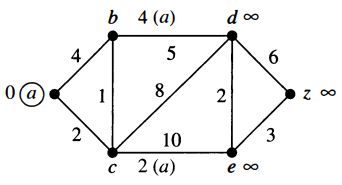 b 4 (a) d ∞
4 5 6
0 a 1 8 2 z ∞
2 10 3
c 2 (a) e ∞